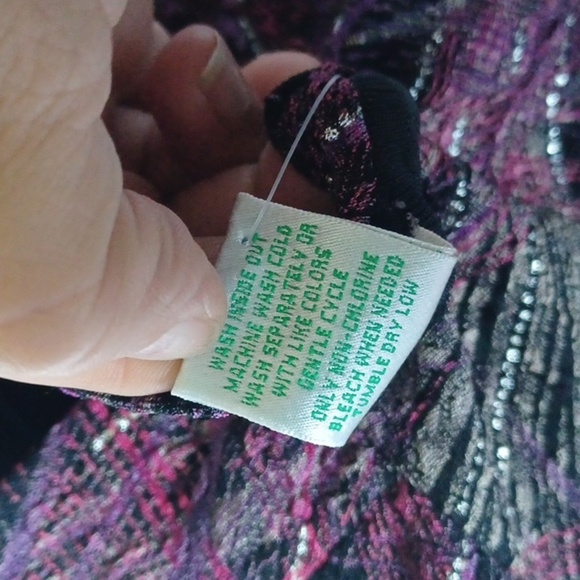 WASH INSIDE OUT
MACHINE WASH COLD
WASH SEPARATELY OR
WITH LIKE COLORS
GENTLE CYCLE
ONLY NON-CHLORINE
BLEACH WHEN NEEDED
TUMBLE DRY LOW